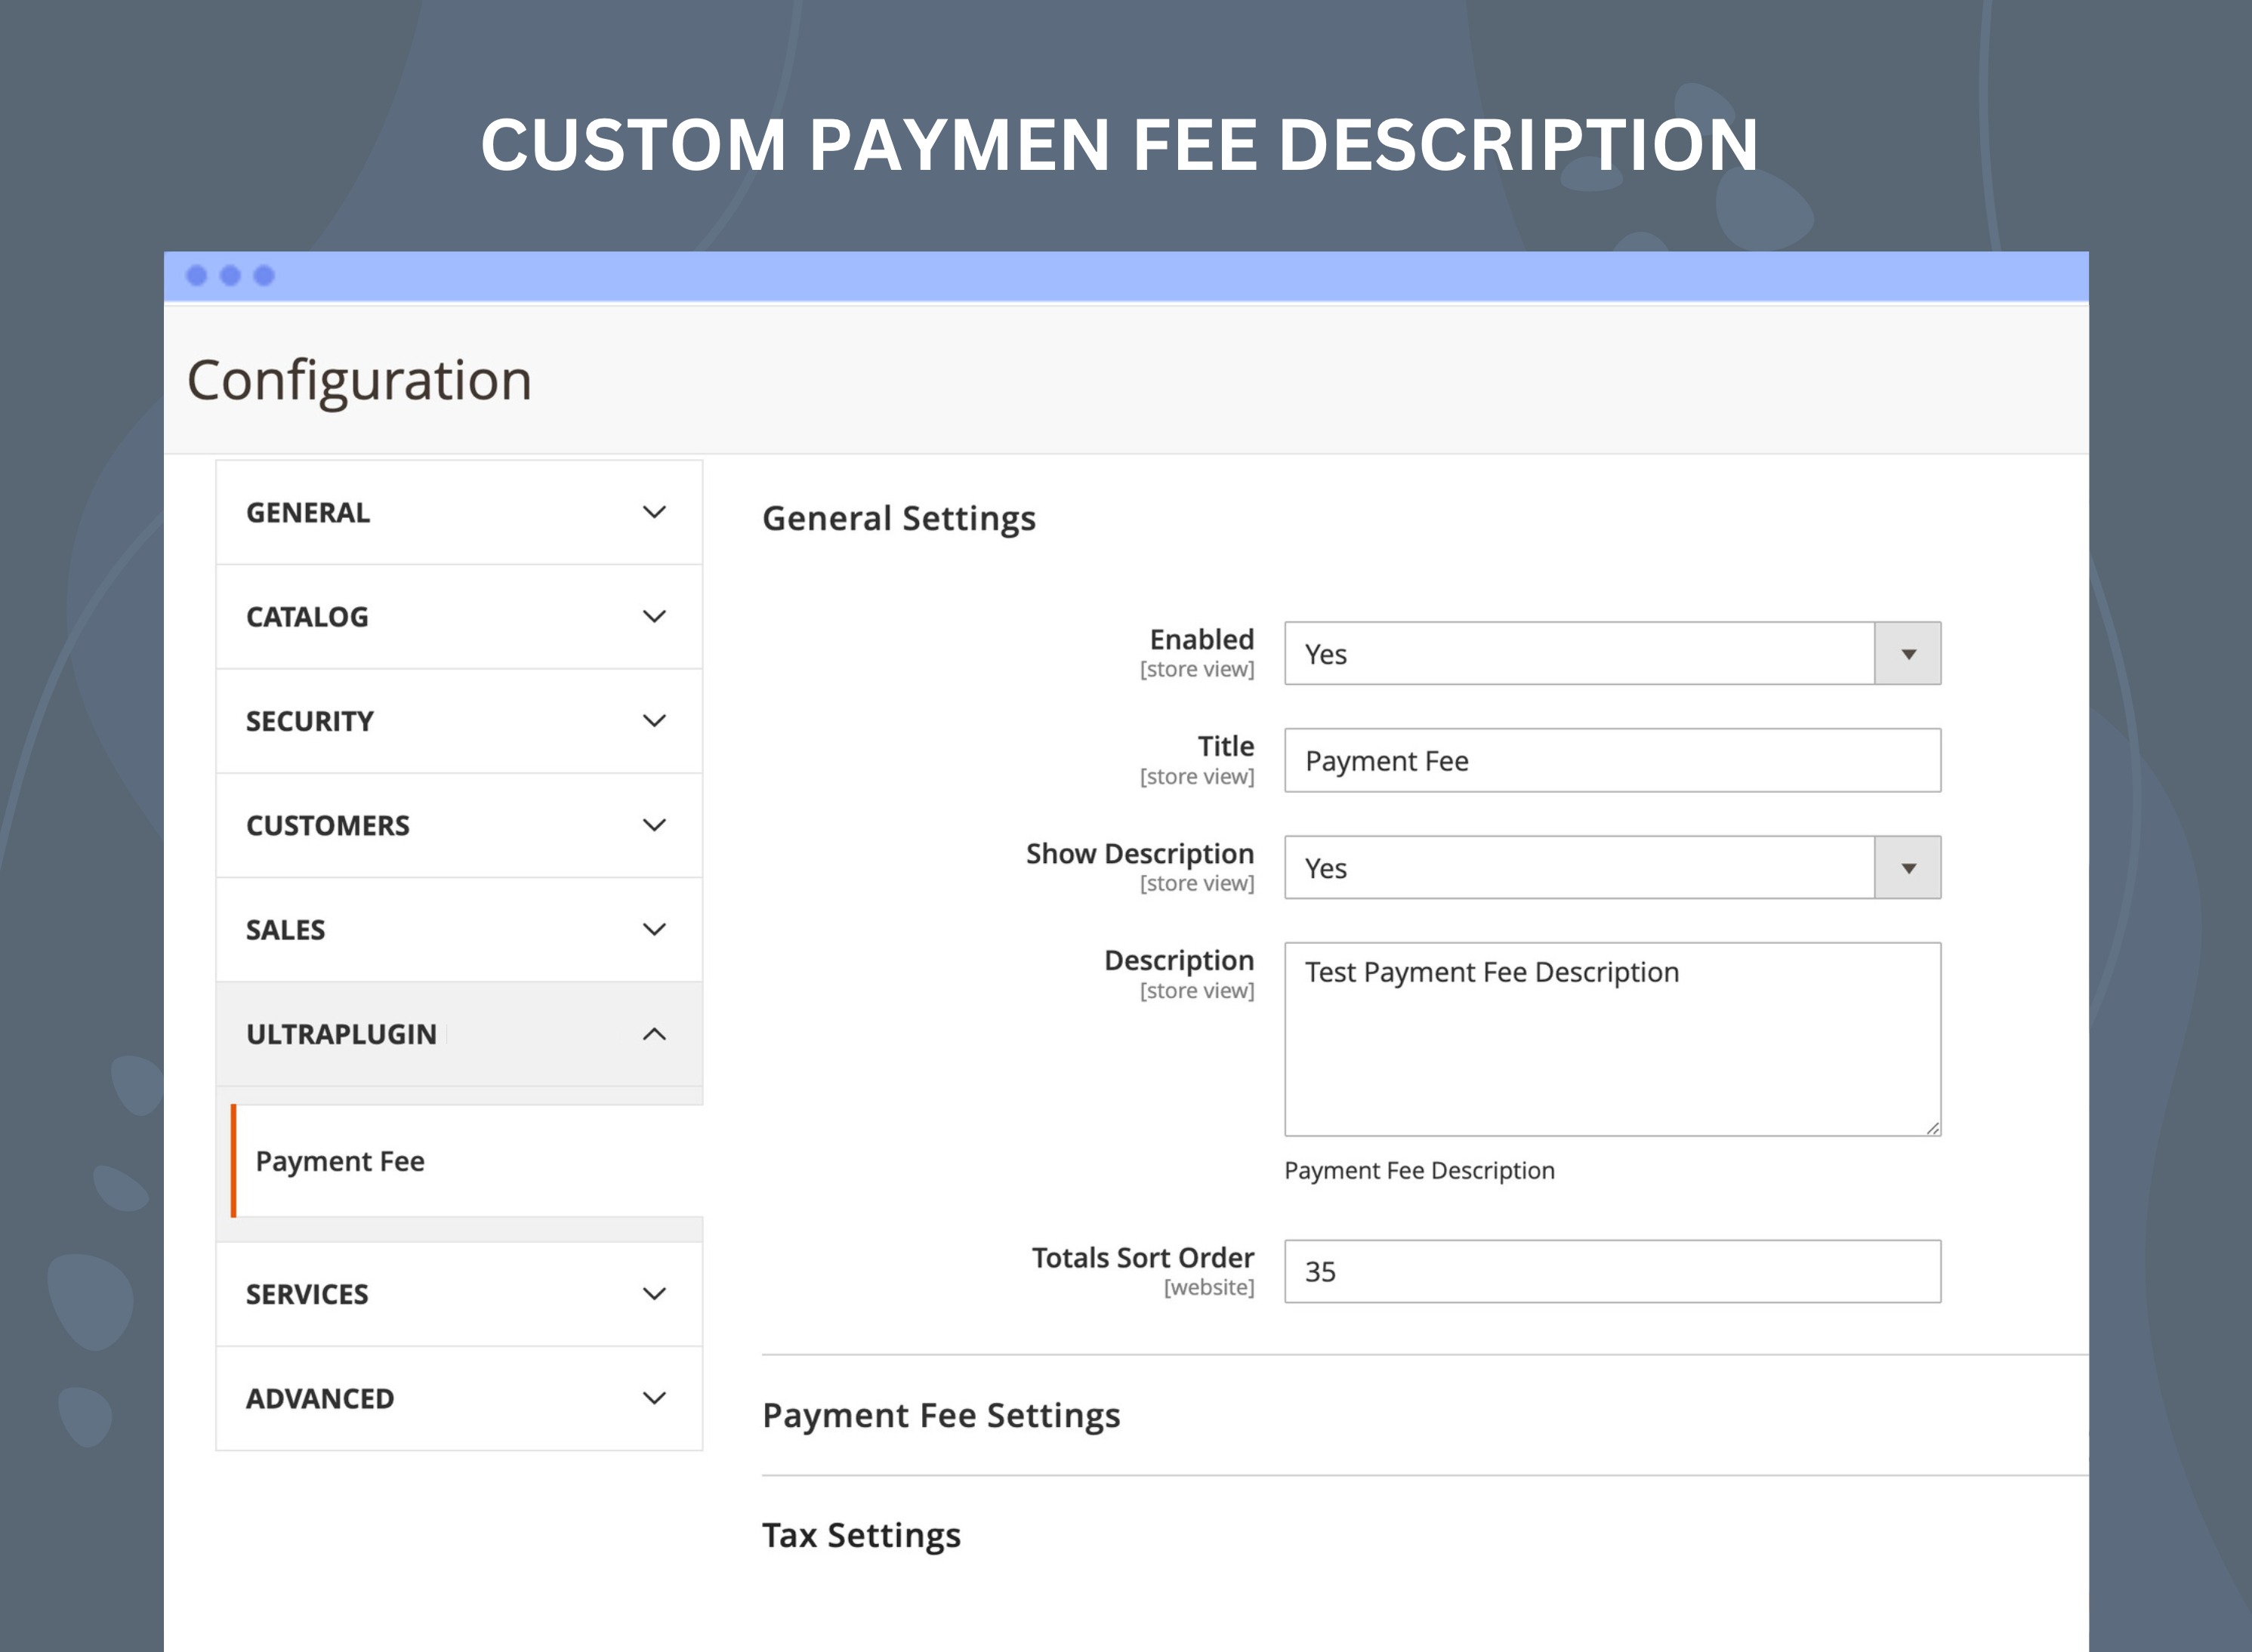 CUSTOM PAYMEN FEE DESCRIPTION
Configuration
GENERAL
CATALOG
SECURITY
CUSTOMERS
SALES
ULTRAPLUGIN
Payment Fee
SERVICES
ADVANCED
General Settings
Enabled
[store view]
Yes
Title
[store view]
Payment Fee
Show Description
[store view]
Yes
Description
[store view]
Test Payment Fee Description
Payment Fee Description
Totals Sort Order
[website]
35
Payment Fee Settings
Tax Settings